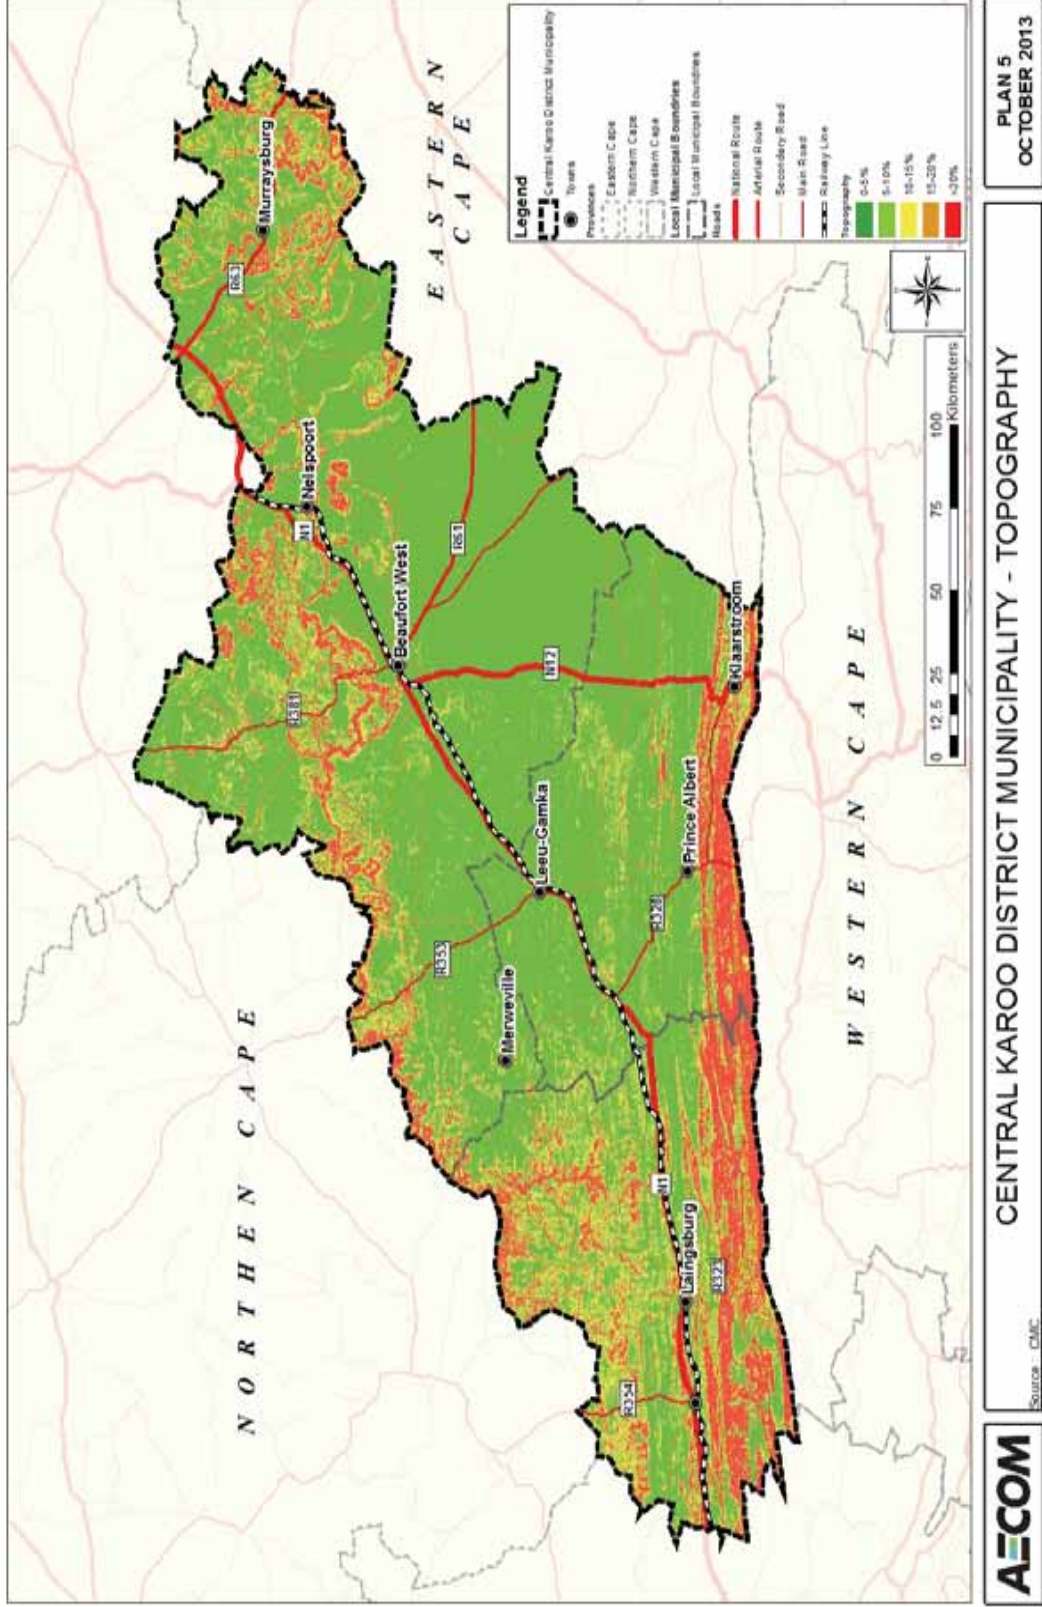 NORTHEN CAPE
EASTERN
CAPE
WESTERN CAPE
Murraysburg
R63
Nelspoort
N1
Beaufort West
R61
R381
N12
Klaarstroom
Leeu-Gamka
Prince Albert
R353
R328
Merweville
N1
Laingsburg
R323
R354
Legend
Central Karoo District Municipality
Towns
Provinces
Eastern Cape
Northern Cape
Western Cape
Local Municipal Boundries
Local Municipal Boundries
Roads
National Route
Arterial Route
Secondary Road
Main Road
Railway Line
Topography
0-5%
5-10%
10-15%
15-20%
0 12.5 25 50 75 100
Kilometers
AECOM
Source : CMC
CENTRAL KAROO DISTRICT MUNICIPALITY - TOPOGRAPHY
PLAN 5
OCTOBER 2013